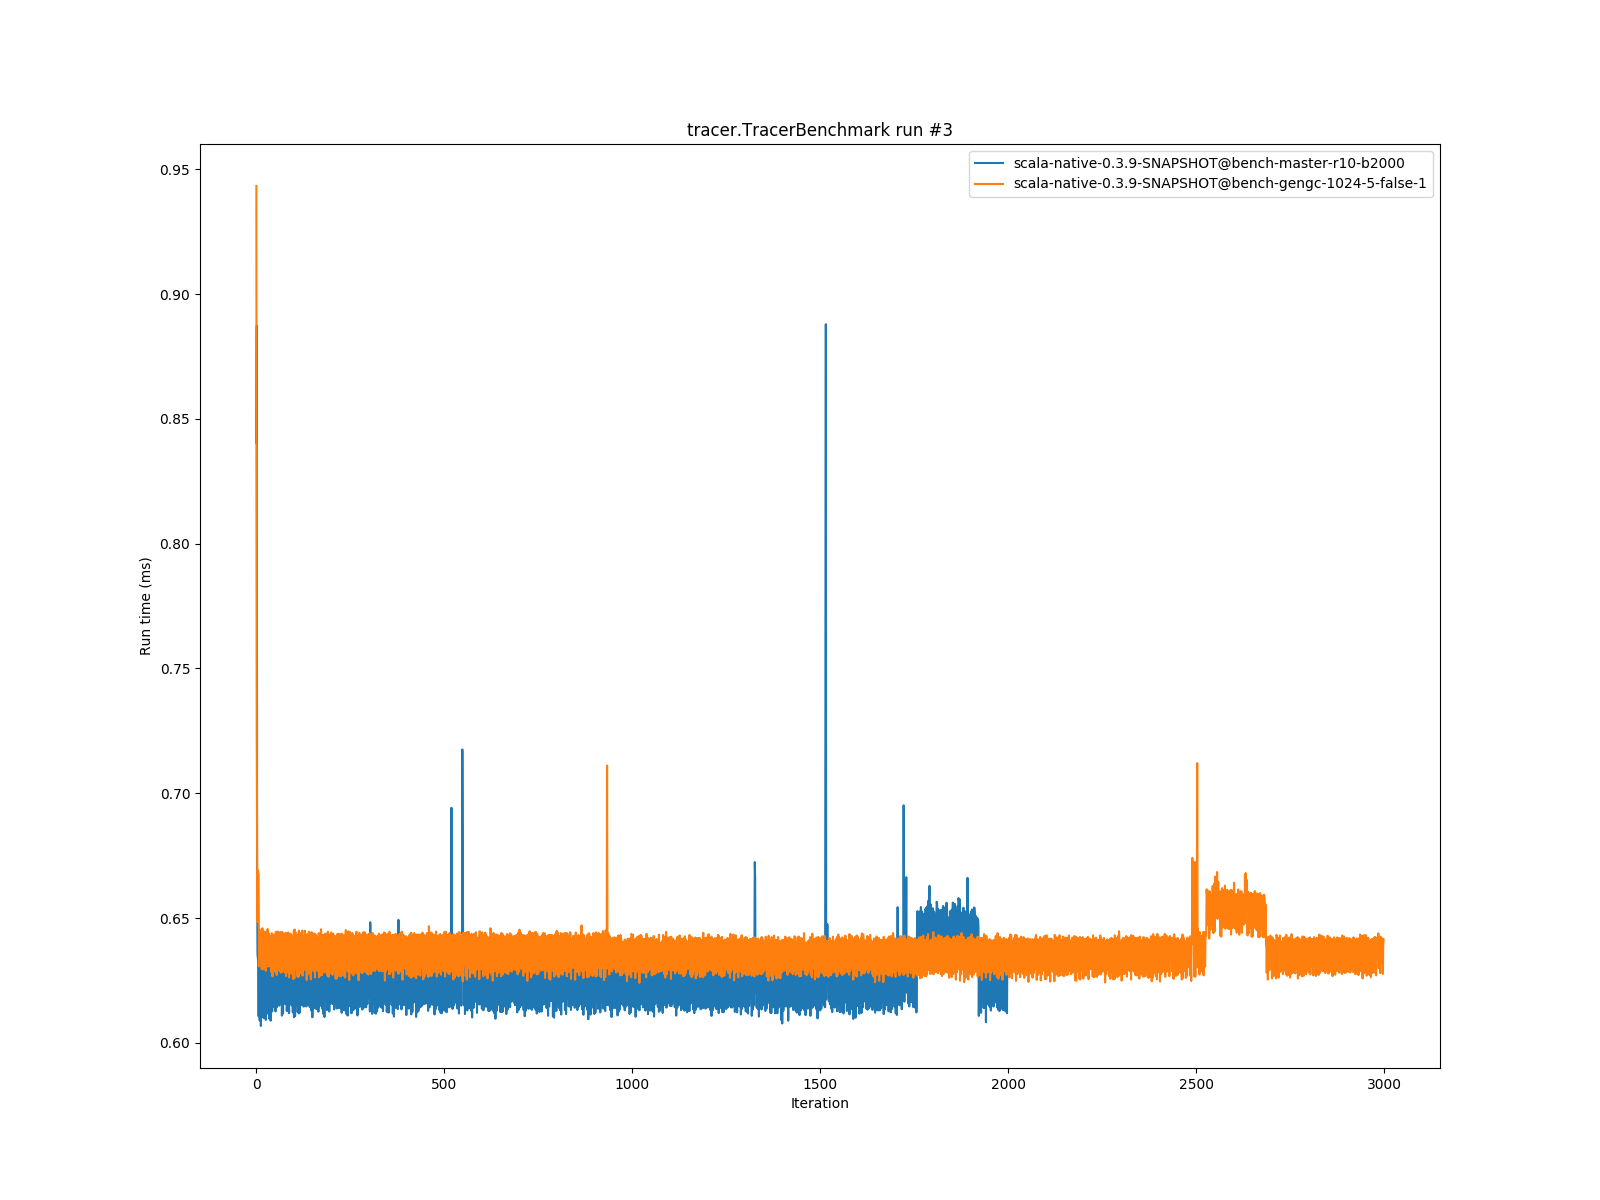 tracer.TracerBenchmark run #3
scala-native-0.3.9-SNAPSHOT@bench-master-r10-b2000
scala-native-0.3.9-SNAPSHOT@bench-gengc-1024-5-false-1
0.95
0.90
0.85
0.80
0.75
0.70
0.65
0.60
Run time (ms)
0 500 1000 1500 2000 2500 3000
Iteration